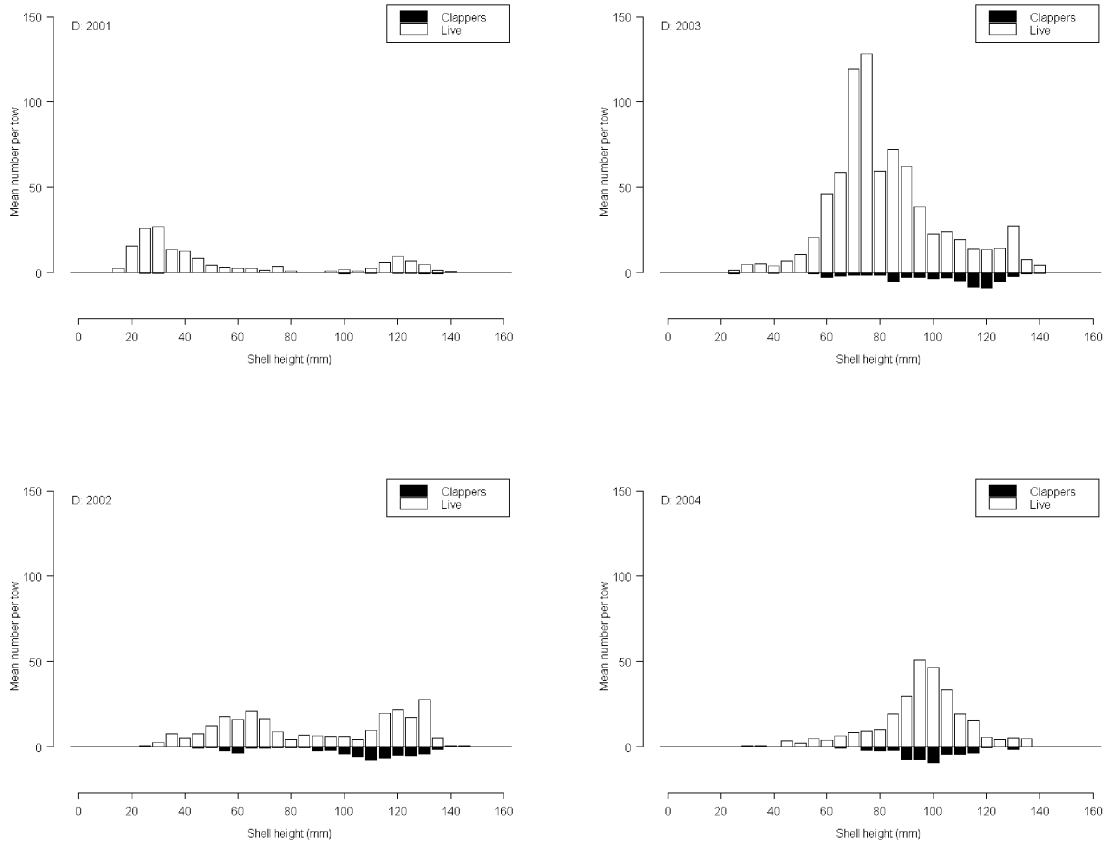 D: 2001
Clappers
Live
150
100
50
0
Mean number per tow
0 20 40 60 80 100 120 140 160
Shell height (mm)
D: 2003
Clappers
Live
150
100
50
0
Mean number per tow
0 20 40 60 80 100 120 140 160
Shell height (mm)
D: 2002
Clappers
Live
150
100
50
0
Mean number per tow
0 20 40 60 80 100 120 140 160
Shell height (mm)
D: 2004
Clappers
Live
150
100
50
0
Mean number per tow
0 20 40 60 80 100 120 140 160
Shell height (mm)